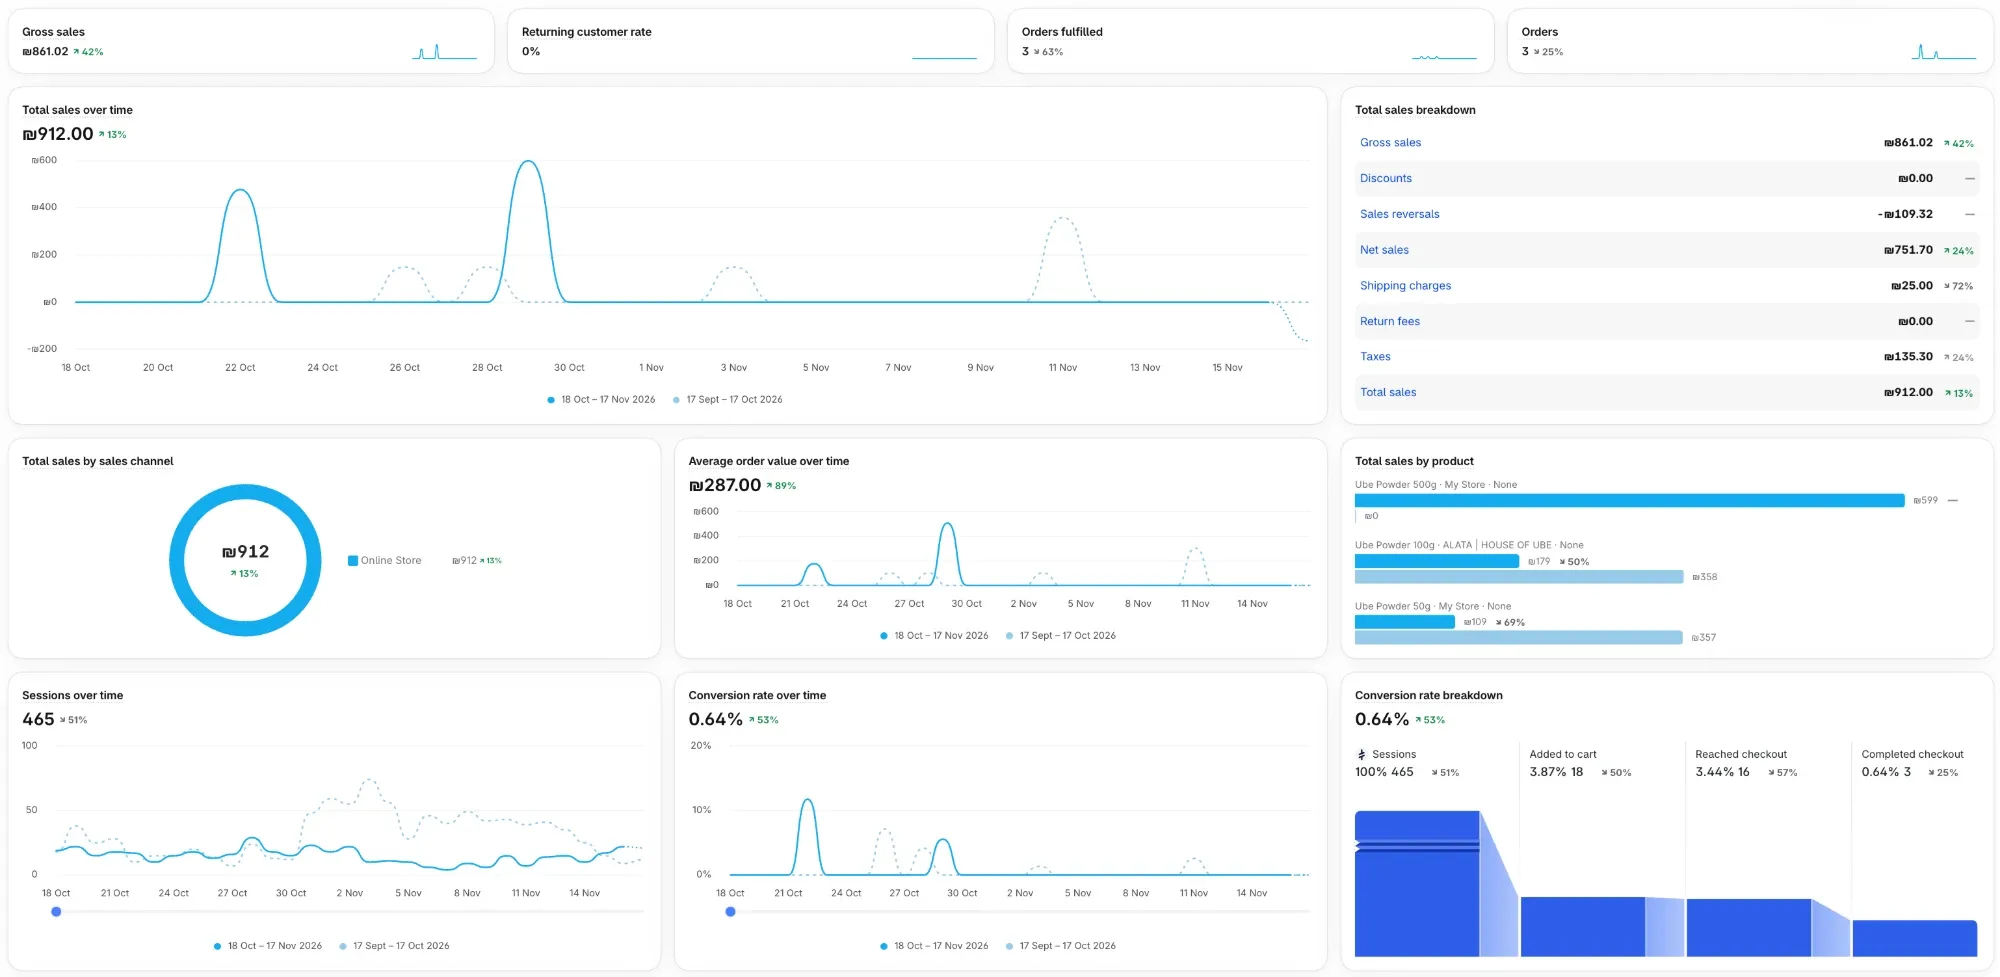 Gross sales
₪861.02 ↗ 42%
Returning customer rate
0%
Orders fulfilled
3 ↘ 63%
Orders
3 ↘ 25%
Total sales over time
₪912.00 ↗ 13%
₪600
₪400
₪200
₪0
-₪200
18 Oct 20 Oct 22 Oct 24 Oct 26 Oct 28 Oct 30 Oct 1 Nov 3 Nov 5 Nov 7 Nov 9 Nov 11 Nov 13 Nov 15 Nov
18 Oct – 17 Nov 2026 17 Sept – 17 Oct 2026
Total sales breakdown
Gross sales ₪861.02 ↗ 42%
Discounts ₪0.00 —
Sales reversals -₪109.32 —
Net sales ₪751.70 ↗ 24%
Shipping charges ₪25.00 ↘ 72%
Return fees ₪0.00 —
Taxes ₪135.30 ↗ 24%
Total sales ₪912.00 ↗ 13%
Total sales by sales channel
₪912
↗ 13%
Online Store ₪912 ↗ 13%
Average order value over time
₪287.00 ↗ 89%
₪600
₪400
₪200
₪0
18 Oct 21 Oct 24 Oct 27 Oct 30 Oct 2 Nov 5 Nov 8 Nov 11 Nov 14 Nov
18 Oct – 17 Nov 2026 17 Sept – 17 Oct 2026
Total sales by product
Ube Powder 500g · My Store · None
₪599 —
₪0
Ube Powder 100g · ALATA | HOUSE OF UBE · None
₪179 ↘ 50%
₪358
Ube Powder 50g · My Store · None
₪109 ↘ 69%
₪357
Sessions over time
465 ↘ 51%
100
50
0
18 Oct 21 Oct 24 Oct 27 Oct 30 Oct 2 Nov 5 Nov 8 Nov 11 Nov 14 Nov
18 Oct – 17 Nov 2026 17 Sept – 17 Oct 2026
Conversion rate over time
0.64% ↗ 53%
20%
10%
0%
18 Oct 21 Oct 24 Oct 27 Oct 30 Oct 2 Nov 5 Nov 8 Nov 11 Nov 14 Nov
18 Oct – 17 Nov 2026 17 Sept – 17 Oct 2026
Conversion rate breakdown
0.64% ↗ 53%
Sessions
100% 465 ↘ 51%
Added to cart
3.87% 18 ↘ 50%
Reached checkout
3.44% 16 ↘ 57%
Completed checkout
0.64% 3 ↘ 25%